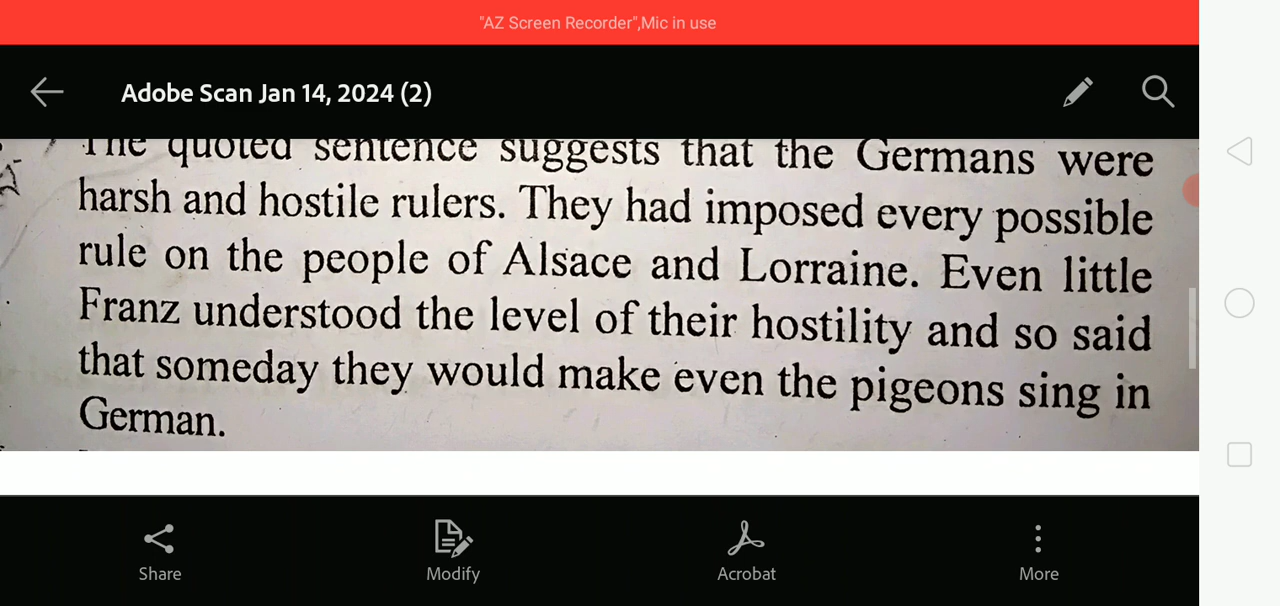 "AZ Screen Recorder",Mic in use
Adobe Scan Jan 14, 2024 (2)
The quoted sentence suggests that the Germans were
harsh and hostile rulers. They had imposed every possible
rule on the people of Alsace and Lorraine. Even little
Franz understood the level of their hostility and so said
that someday they would make even the pigeons sing in
German.
Share
Modify
Acrobat
More